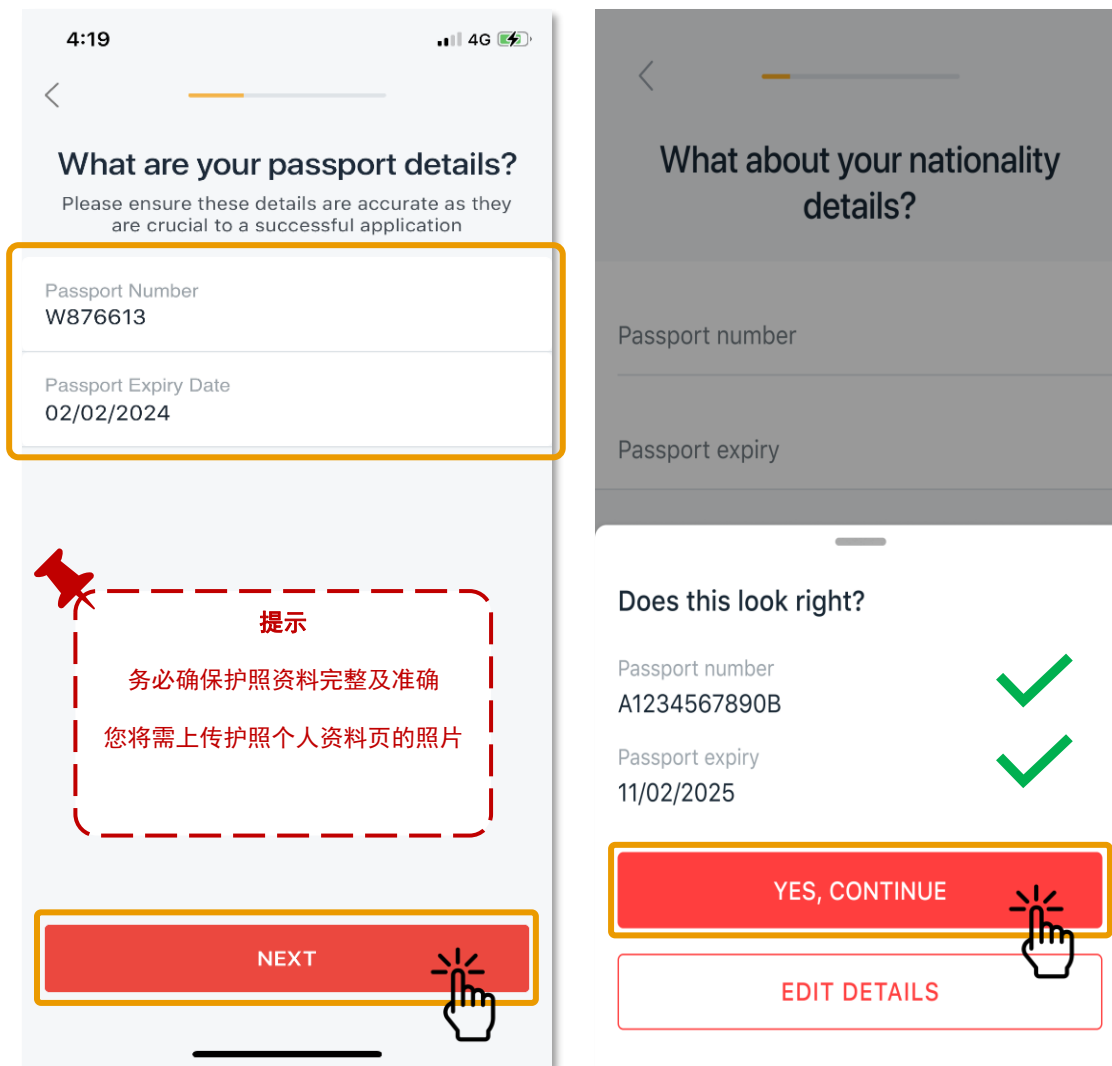 4:19
4G
What are your passport details?
Please ensure these details are accurate as they
are crucial to a successful application
Passport Number
W876613
Passport Expiry Date
02/02/2024
提示
务必确保护照资料完整及准确
您将需上传护照个人资料页的照片
NEXT
What about your nationality
details?
Passport number
Passport expiry
Does this look right?
Passport number
A1234567890B
Passport expiry
11/02/2025
YES, CONTINUE
EDIT DETAILS